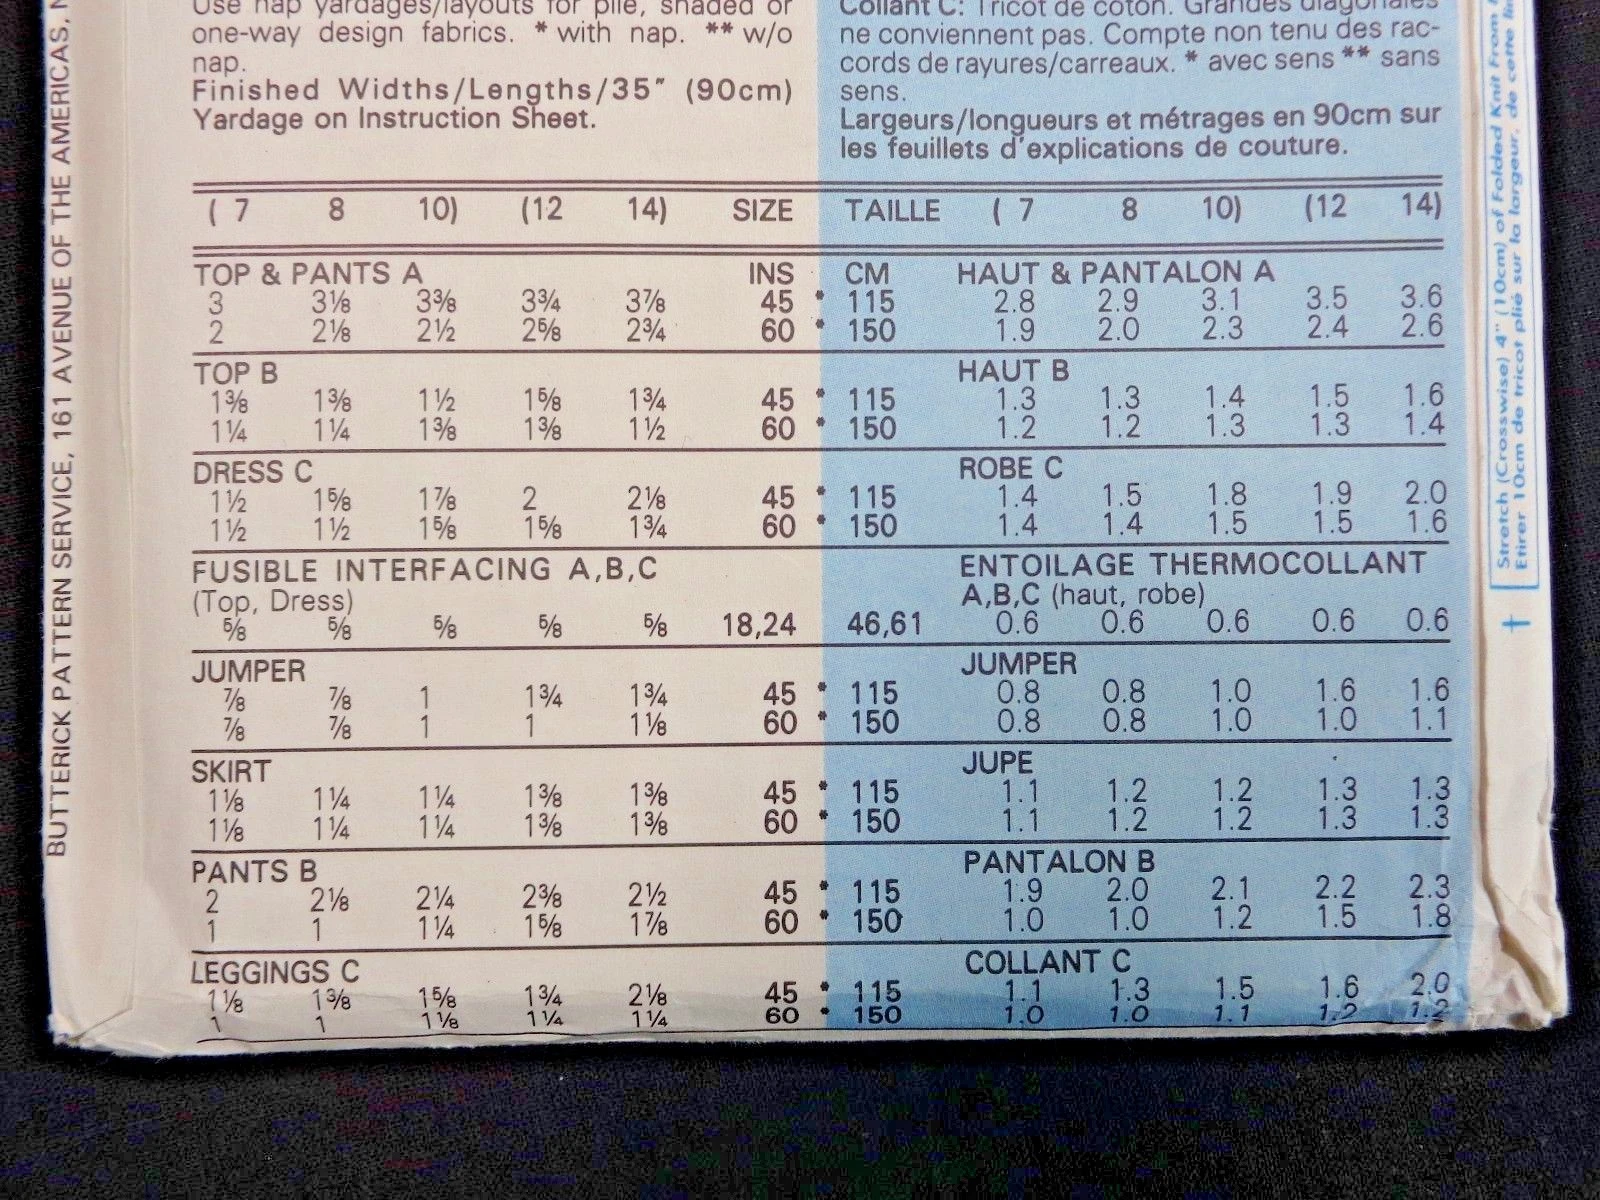 Use nap yardages/layouts for pile, shaded or
one-way design fabrics. * with nap. ** w/o
nap.
Finished Widths/Lengths/35" (90cm)
Yardage on Instruction Sheet.
Collant C: Tricot de coton. Grandes diagonales
ne conviennent pas. Compte non tenu des rac-
cords de rayures/carreaux. * avec sens ** sans
sens.
Largeurs/longueurs et métrages en 90cm sur
les feuillets d'explications de couture.
( 7 8 10) (12 14) SIZE TAILLE ( 7 8 10) (12 14)
TOP & PANTS A INS CM HAUT & PANTALON A
3 3⅛ 3⅜ 3¾ 3⅞ 45 * 115 2.8 2.9 3.1 3.5 3.6
2 2⅛ 2½ 2⅝ 2¾ 60 * 150 1.9 2.0 2.3 2.4 2.6
TOP B HAUT B
1⅜ 1⅜ 1½ 1⅝ 1¾ 45 * 115 1.3 1.3 1.4 1.5 1.6
1¼ 1¼ 1⅜ 1⅜ 1½ 60 * 150 1.2 1.2 1.3 1.3 1.4
DRESS C ROBE C
1½ 1⅝ 1⅞ 2 2⅛ 45 * 115 1.4 1.5 1.8 1.9 2.0
1½ 1½ 1⅝ 1⅝ 1¾ 60 * 150 1.4 1.4 1.5 1.5 1.6
FUSIBLE INTERFACING A,B,C ENTOILAGE THERMOCOLLANT
(Top, Dress) A,B,C (haut, robe)
⅝ ⅝ ⅝ ⅝ ⅝ 18,24 46,61 0.6 0.6 0.6 0.6 0.6
JUMPER JUMPER
⅞ ⅞ 1 1¾ 1¾ 45 * 115 0.8 0.8 1.0 1.6 1.6
⅞ ⅞ 1 1 1⅛ 60 * 150 0.8 0.8 1.0 1.0 1.1
SKIRT JUPE
1⅛ 1¼ 1¼ 1⅜ 1⅜ 45 * 115 1.1 1.2 1.2 1.3 1.3
1⅛ 1¼ 1¼ 1⅜ 1⅜ 60 * 150 1.1 1.2 1.2 1.3 1.3
PANTS B PANTALON B
2 2⅛ 2¼ 2⅜ 2½ 45 * 115 1.9 2.0 2.1 2.2 2.3
1 1 1¼ 1⅝ 1⅞ 60 * 150 1.0 1.0 1.2 1.5 1.8
LEGGINGS C COLLANT C
1⅛ 1⅜ 1⅝ 1¾ 2⅛ 45 * 115 1.1 1.3 1.5 1.6 2.0
1 1 1⅛ 1¼ 1¼ 60 * 150 1.0 1.0 1.1 1.2 1.2
BUTTERICK PATTERN SERVICE, 161 AVENUE OF THE AMERICAS,
Stretch (Crosswise) 4" (10cm) of Folded Knit From
Etirer 10cm de tricot plié sur la largeur, de cette